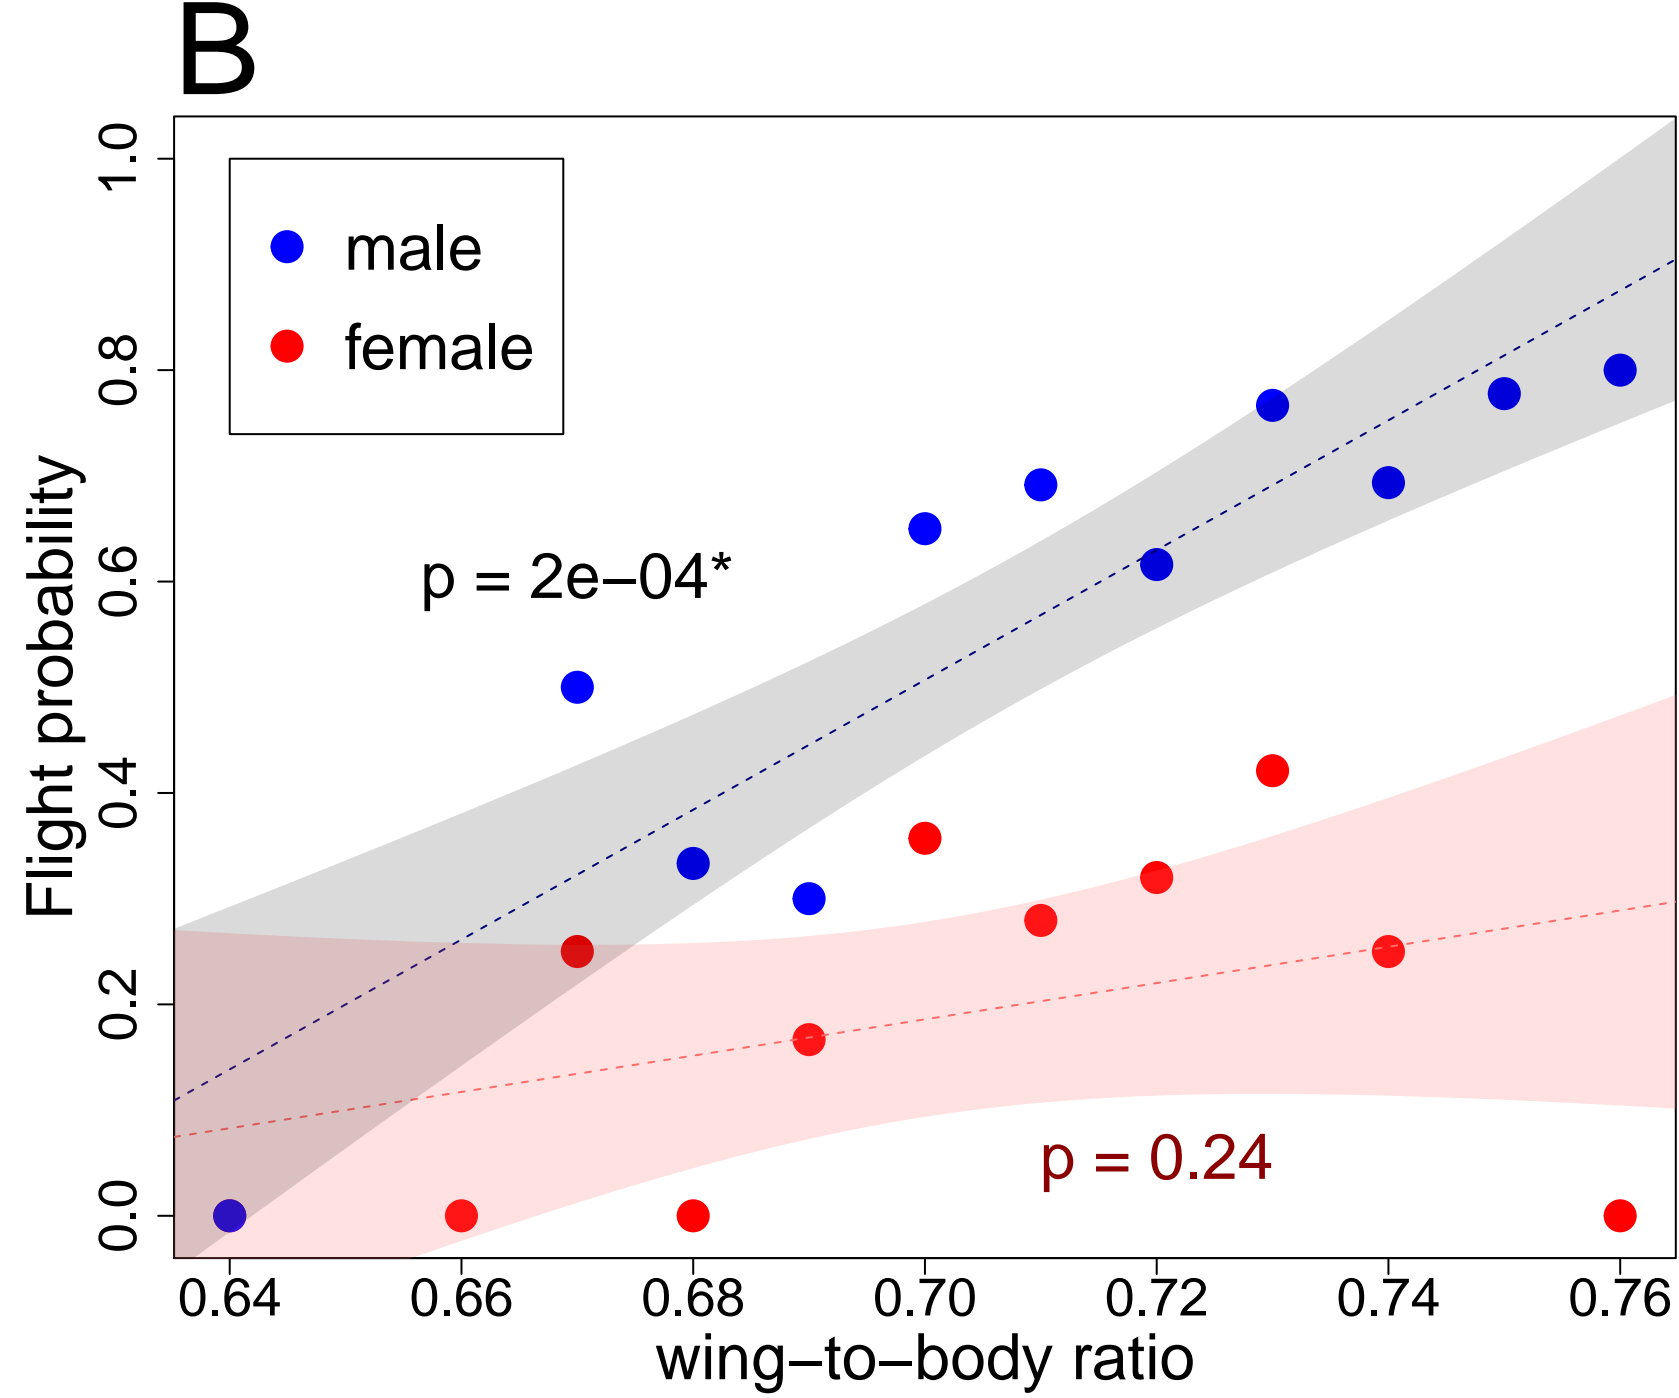 B
male
female
p = 2e−04*
p = 0.24
Flight probability
1.0
0.8
0.6
0.4
0.2
0.0
0.64 0.66 0.68 0.70 0.72 0.74 0.76
wing−to−body ratio